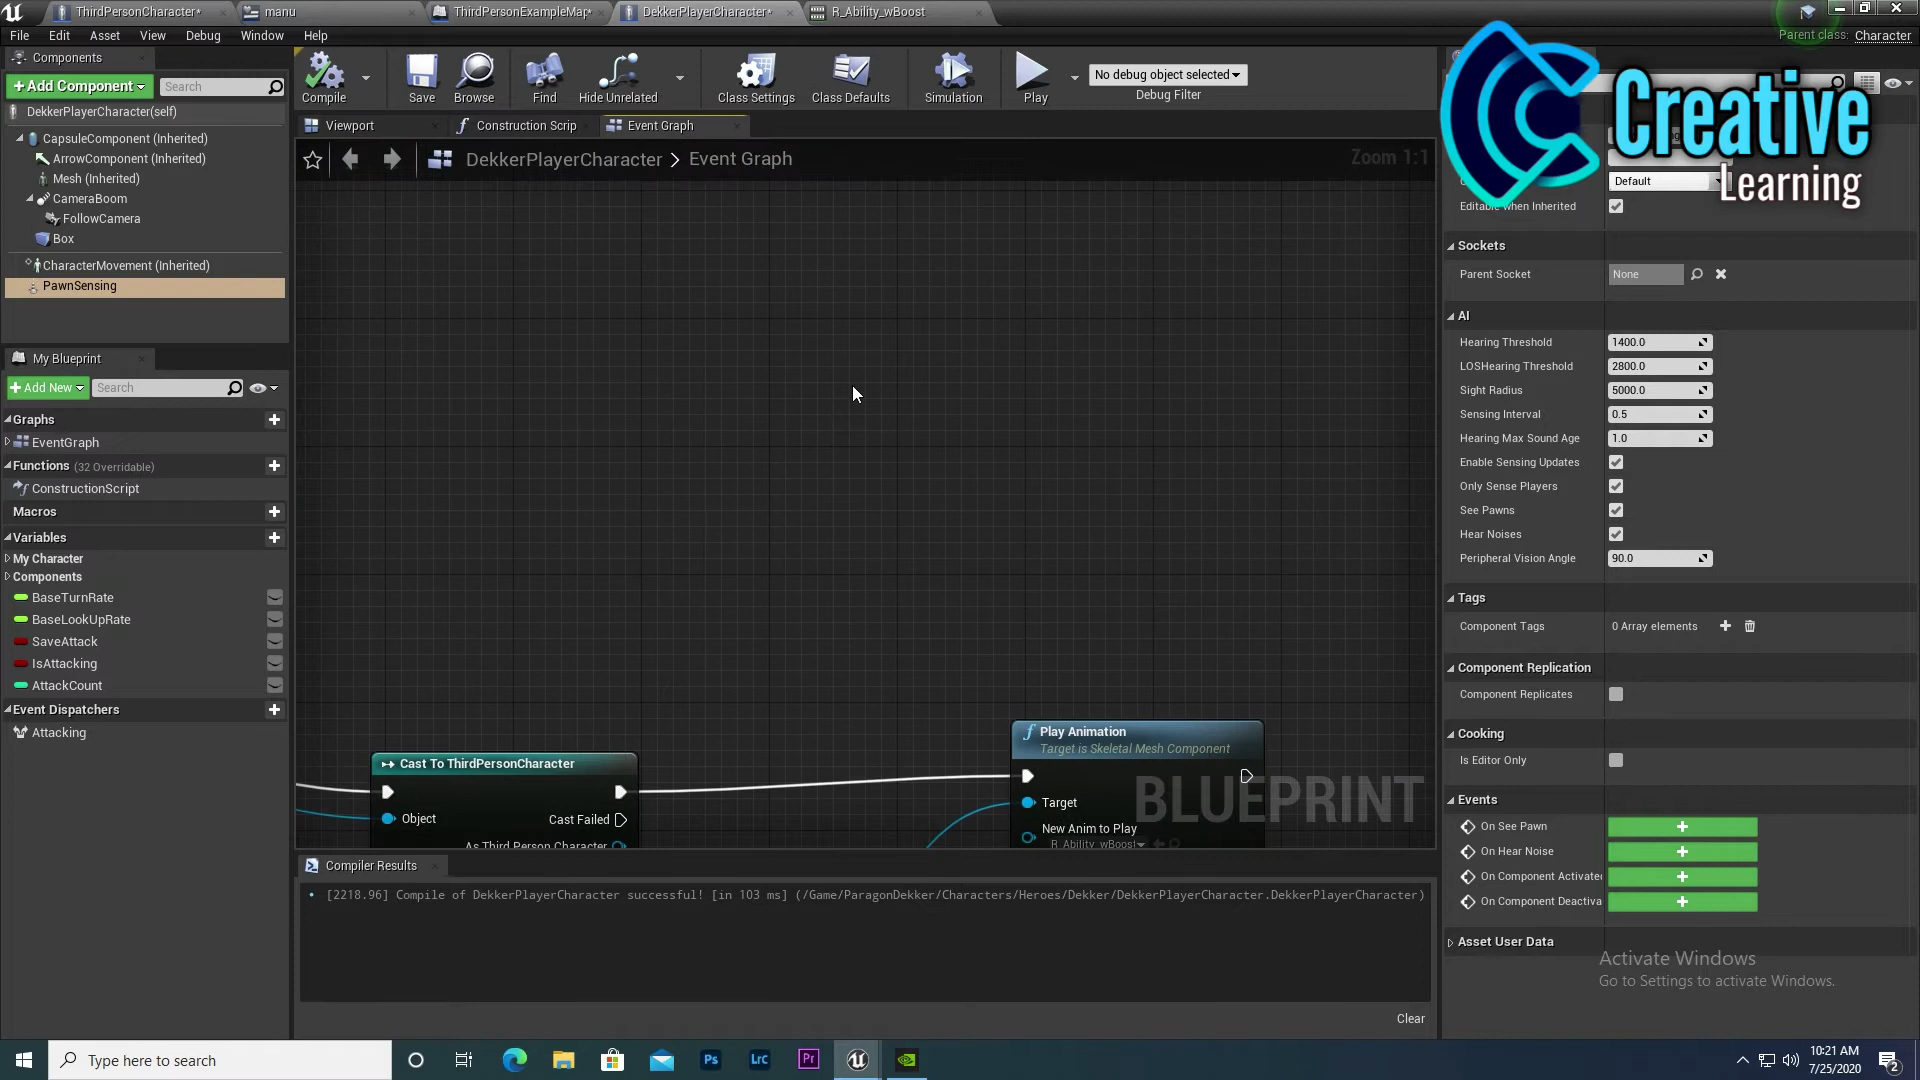 ThirdPersonCharacter*
manu
ThirdPersonExampleMap*
DekkerPlayerCharacter*
R_Ability_wBoost
File Edit Asset View Debug Window Help
Parent class: Character
Components
+Add Component
Search
DekkerPlayerCharacter(self)
CapsuleComponent (Inherited)
ArrowComponent (Inherited)
Mesh (Inherited)
CameraBoom
FollowCamera
Box
CharacterMovement (Inherited)
PawnSensing
Compile
Save
Browse
Find
Hide Unrelated
Class Settings
Class Defaults
Simulation
Play
No debug object selected
Debug Filter
Viewport
Construction Scrip
Event Graph
DekkerPlayerCharacter > Event Graph
Zoom 1:1
My Blueprint
+Add New
Search
Graphs
EventGraph
Functions (32 Overridable)
ConstructionScript
Macros
Variables
My Character
Components
BaseTurnRate
BaseLookUpRate
SaveAttack
IsAttacking
AttackCount
Event Dispatchers
Attacking
Cast To ThirdPersonCharacter
Object
Cast Failed
As Third Person Character
Play Animation
Target is Skeletal Mesh Component
Target
New Anim to Play
R_Ability_wBoost
BLUEPRINT
Compiler Results
[2218.96] Compile of DekkerPlayerCharacter successful! [in 103 ms] (/Game/ParagonDekker/Characters/Heroes/Dekker/DekkerPlayerCharacter.DekkerPlayerCharacter)
Clear
Creative
Learning
Default
Editable when Inherited
Sockets
Parent Socket
None
AI
Hearing Threshold 1400.0
LOSHearing Threshold 2800.0
Sight Radius 5000.0
Sensing Interval 0.5
Hearing Max Sound Age 1.0
Enable Sensing Updates
Only Sense Players
See Pawns
Hear Noises
Peripheral Vision Angle 90.0
Tags
Component Tags 0 Array elements
Component Replication
Component Replicates
Cooking
Is Editor Only
Events
On See Pawn
On Hear Noise
On Component Activate
On Component Deactiva
Asset User Data
Activate Windows
Go to Settings to activate Windows.
Type here to search
Ps
Lrc
Pr
10:21 AM
7/25/2020
2